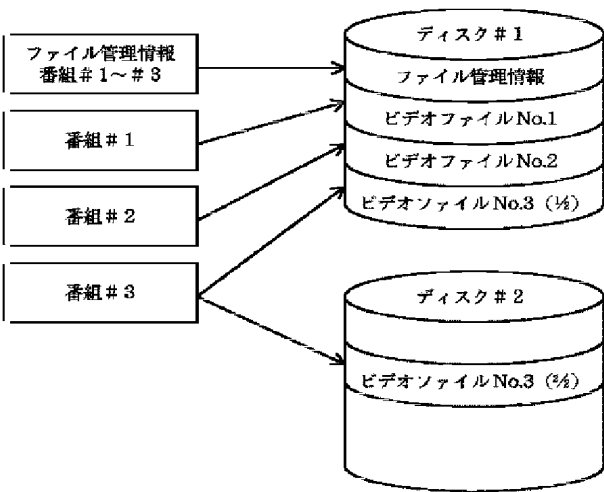 ファイル管理情報
番組#1~#3
番組#1
番組#2
番組#3
ディスク#1
ファイル管理情報
ビデオファイルNo.1
ビデオファイルNo.2
ビデオファイルNo.3 (½)
ディスク#2
ビデオファイルNo.3 (2/2)